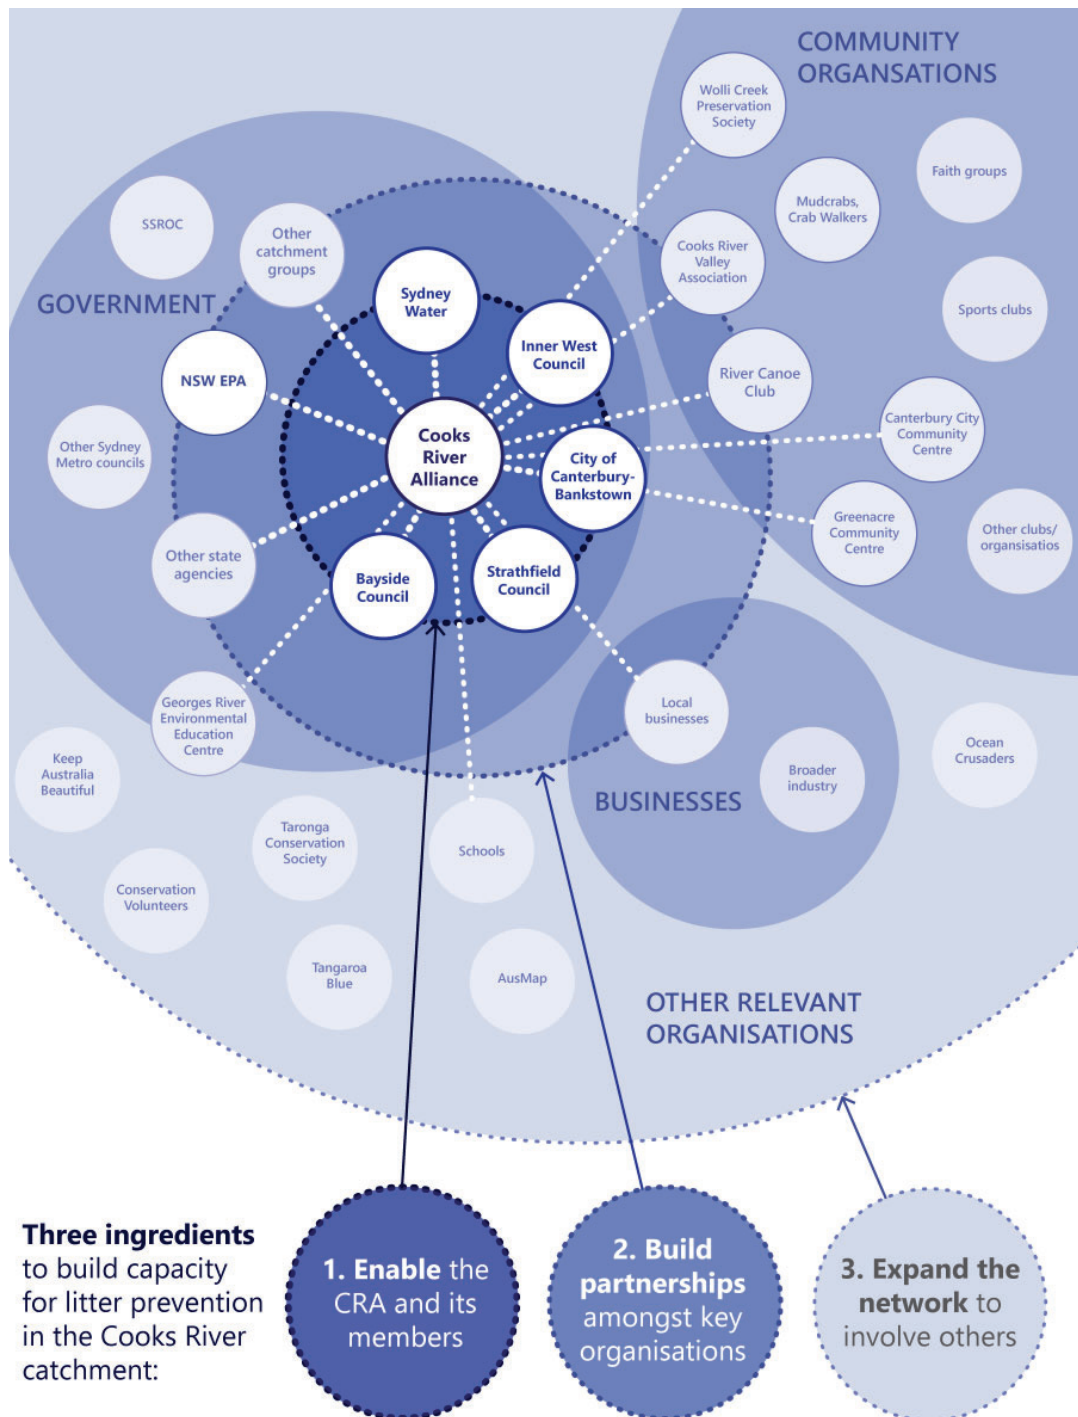 COMMUNITY
ORGANSATIONS
Wolli Creek
Preservation
Society
Faith groups
Mudcrabs,
Crab Walkers
SSROC
Other
catchment
groups
Cooks River
Valley
Association
GOVERNMENT
Sydney
Water
Sports clubs
Inner West
Council
NSW EPA
River Canoe
Club
Other Sydney
Metro councils
Cooks
River
Alliance
Canterbury City
Community
Centre
City of
Canterbury-
Bankstown
Greenacre
Community
Centre
Other clubs/
organsisatios
Other state
agencies
Bayside
Council
Strathfield
Council
Georges River
Environmental
Education
Centre
Local
businesses
Keep
Australia
Beautiful
Ocean
Crusaders
Broader
industry
BUSINESSES
Taronga
Conservation
Society
Schools
Conservation
Volunteers
Tangaroa
Blue
AusMap
OTHER RELEVANT
ORGANISATIONS
Three ingredients
to build capacity
for litter prevention
in the Cooks River
catchment:
1. Enable the
CRA and its
members
2. Build
partnerships
amongst key
organisations
3. Expand the
network to
involve others